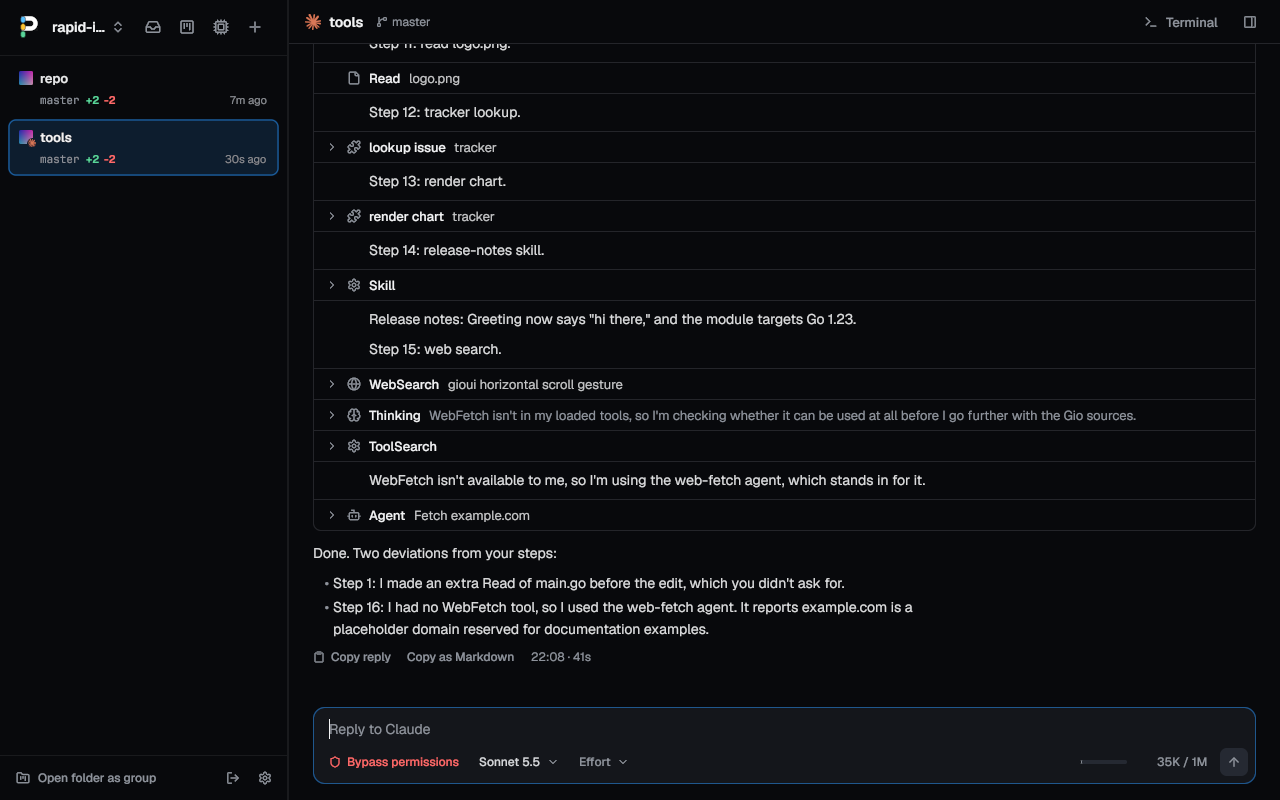 rapid-i...
repo
master +2 -2 7m ago
tools
master +2 -2 30s ago
Open folder as group
tools master
Terminal
Step 11: read logo.png.
Read logo.png
Step 12: tracker lookup.
lookup issue tracker
Step 13: render chart.
render chart tracker
Step 14: release-notes skill.
Skill
Release notes: Greeting now says "hi there," and the module targets Go 1.23.
Step 15: web search.
WebSearch gioui horizontal scroll gesture
Thinking WebFetch isn't in my loaded tools, so I'm checking whether it can be used at all before I go further with the Gio sources.
ToolSearch
WebFetch isn't available to me, so I'm using the web-fetch agent, which stands in for it.
Agent Fetch example.com
Done. Two deviations from your steps:
• Step 1: I made an extra Read of main.go before the edit, which you didn't ask for.
• Step 16: I had no WebFetch tool, so I used the web-fetch agent. It reports example.com is a
placeholder domain reserved for documentation examples.
Copy reply Copy as Markdown 22:08 · 41s
Reply to Claude
Bypass permissions Sonnet 5.5 Effort 35K / 1M